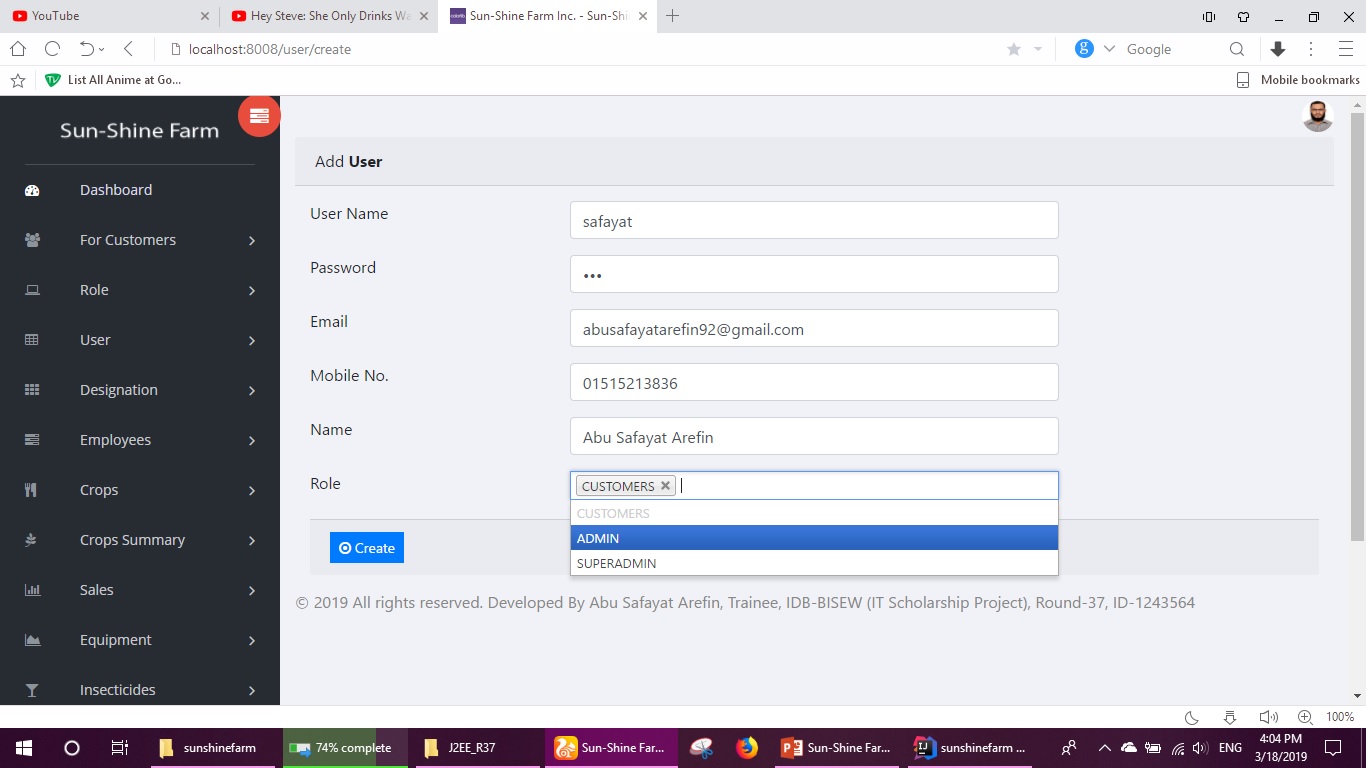 YouTube
Hey Steve: She Only Drinks Wa
Sun-Shine Farm Inc. - Sun-Shi
localhost:8008/user/create
Google
List All Anime at Go...
Mobile bookmarks
Sun-Shine Farm
Dashboard
For Customers
Role
User
Designation
Employees
Crops
Crops Summary
Sales
Equipment
Insecticides
Add User
User Name
safayat
Password
•••
Email
abusafayatarefin92@gmail.com
Mobile No.
01515213836
Name
Abu Safayat Arefin
Role
CUSTOMERS
CUSTOMERS
ADMIN
SUPERADMIN
Create
© 2019 All rights reserved. Developed By Abu Safayat Arefin, Trainee, IDB-BISEW (IT Scholarship Project), Round-37, ID-1243564
100%
sunshinefarm
74% complete
J2EE_R37
Sun-Shine Far...
Sun-Shine Far...
sunshinefarm ...
ENG
4:04 PM
3/18/2019